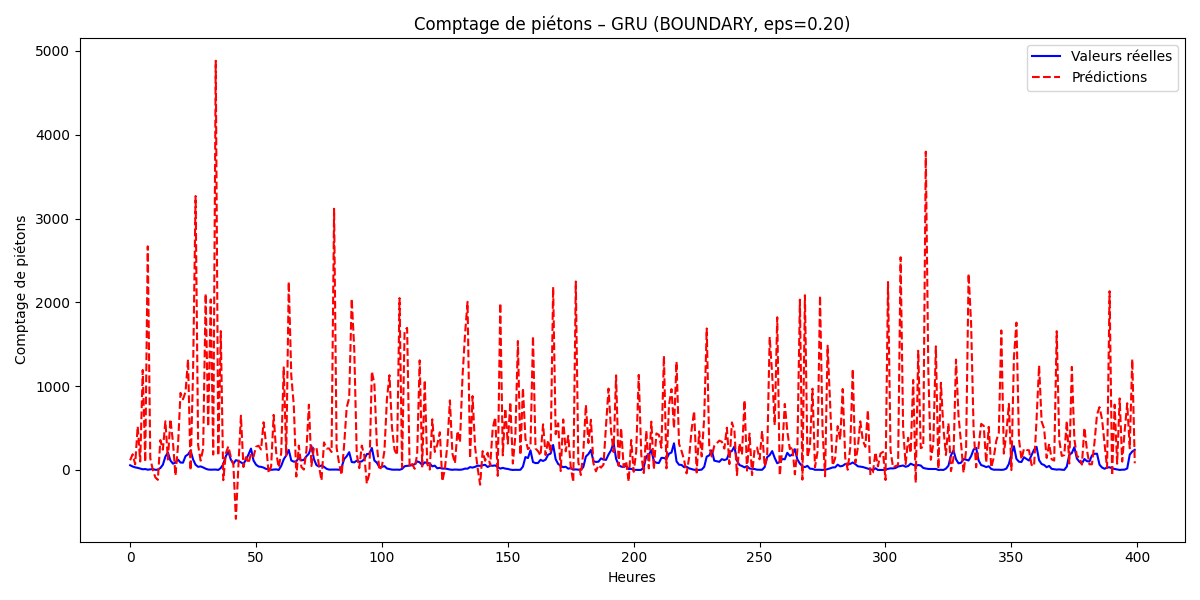 Comptage de piétons – GRU (BOUNDARY, eps=0.20)
Valeurs réelles
Prédictions
Comptage de piétons
5000
4000
3000
2000
1000
0
0 50 100 150 200 250 300 350 400
Heures